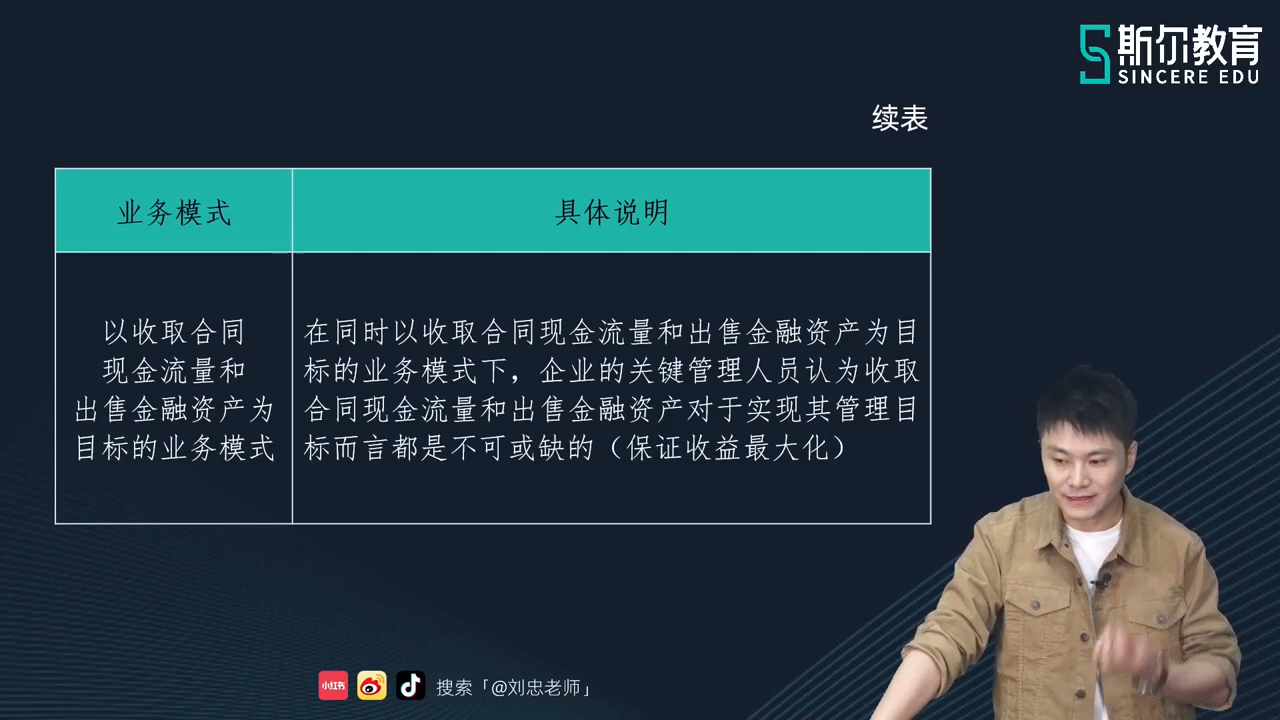 斯尔教育
SINCERE EDU
续表
业务模式
具体说明
以收取合同
现金流量和
出售金融资产为
目标的业务模式
在同时以收取合同现金流量和出售金融资产为目
标的业务模式下，企业的关键管理人员认为收取
合同现金流量和出售金融资产对于实现其管理目
标而言都是不可或缺的（保证收益最大化）
小红书
搜索「@刘忠老师」